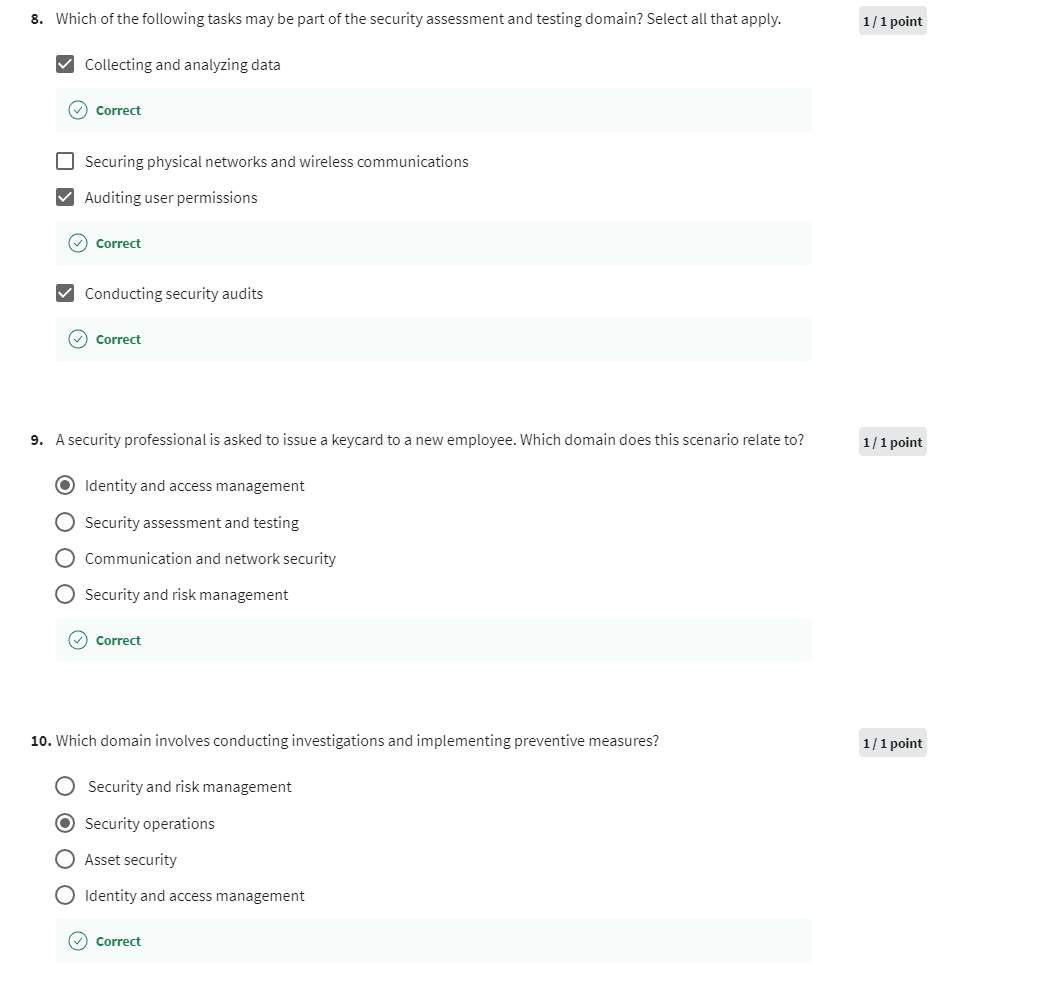 8. Which of the following tasks may be part of the security assessment and testing domain? Select all that apply.
1 / 1 point
Collecting and analyzing data
Correct
Securing physical networks and wireless communications
Auditing user permissions
Correct
Conducting security audits
Correct
9. A security professional is asked to issue a keycard to a new employee. Which domain does this scenario relate to?
1 / 1 point
Identity and access management
Security assessment and testing
Communication and network security
Security and risk management
Correct
10. Which domain involves conducting investigations and implementing preventive measures?
1 / 1 point
Security and risk management
Security operations
Asset security
Identity and access management
Correct